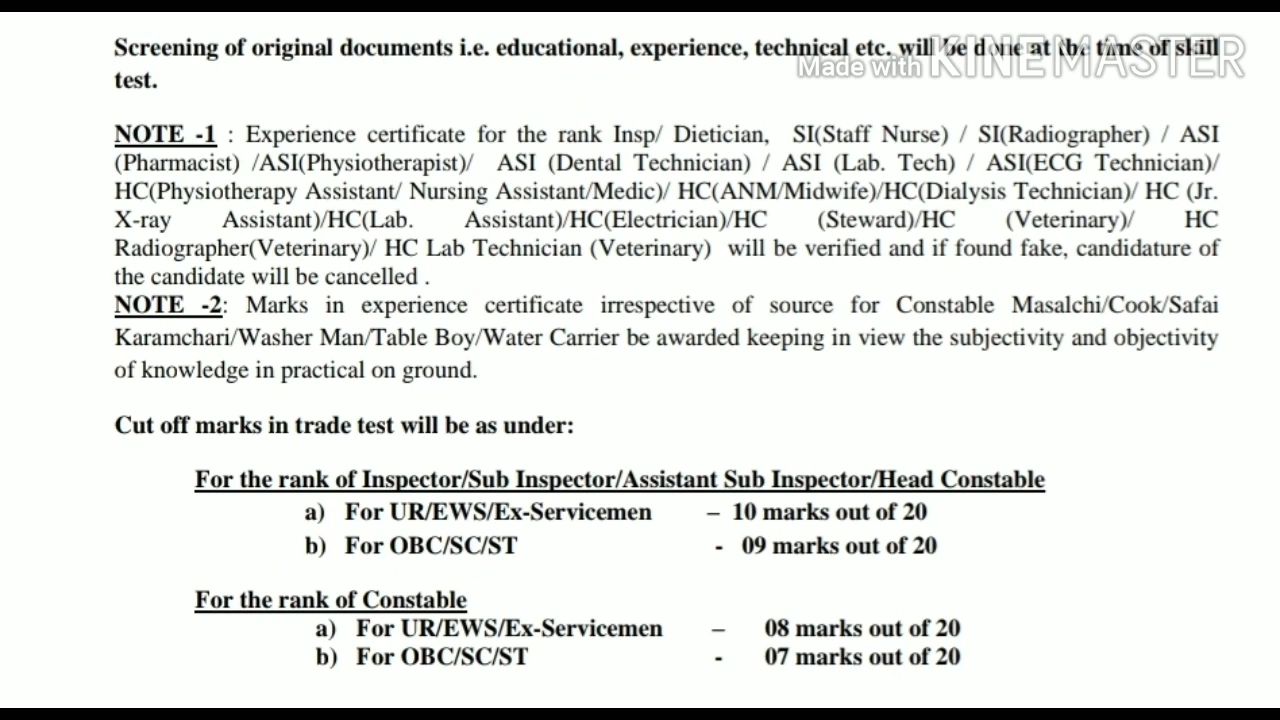 Screening of original documents i.e. educational, experience, technical etc. will be done at the time of skill
Made with KINEMASTER
test.
NOTE -1 : Experience certificate for the rank Insp/ Dietician, SI(Staff Nurse) / SI(Radiographer) / ASI
(Pharmacist) /ASI(Physiotherapist)/ ASI (Dental Technician) / ASI (Lab. Tech) / ASI(ECG Technician)/
HC(Physiotherapy Assistant/ Nursing Assistant/Medic)/ HC(ANM/Midwife)/HC(Dialysis Technician)/ HC (Jr.
X-ray Assistant)/HC(Lab. Assistant)/HC(Electrician)/HC (Steward)/HC (Veterinary)/ HC
Radiographer(Veterinary)/ HC Lab Technician (Veterinary) will be verified and if found fake, candidature of
the candidate will be cancelled .
NOTE -2: Marks in experience certificate irrespective of source for Constable Masalchi/Cook/Safai
Karamchari/Washer Man/Table Boy/Water Carrier be awarded keeping in view the subjectivity and objectivity
of knowledge in practical on ground.
Cut off marks in trade test will be as under:
For the rank of Inspector/Sub Inspector/Assistant Sub Inspector/Head Constable
a) For UR/EWS/Ex-Servicemen – 10 marks out of 20
b) For OBC/SC/ST - 09 marks out of 20
For the rank of Constable
a) For UR/EWS/Ex-Servicemen – 08 marks out of 20
b) For OBC/SC/ST - 07 marks out of 20